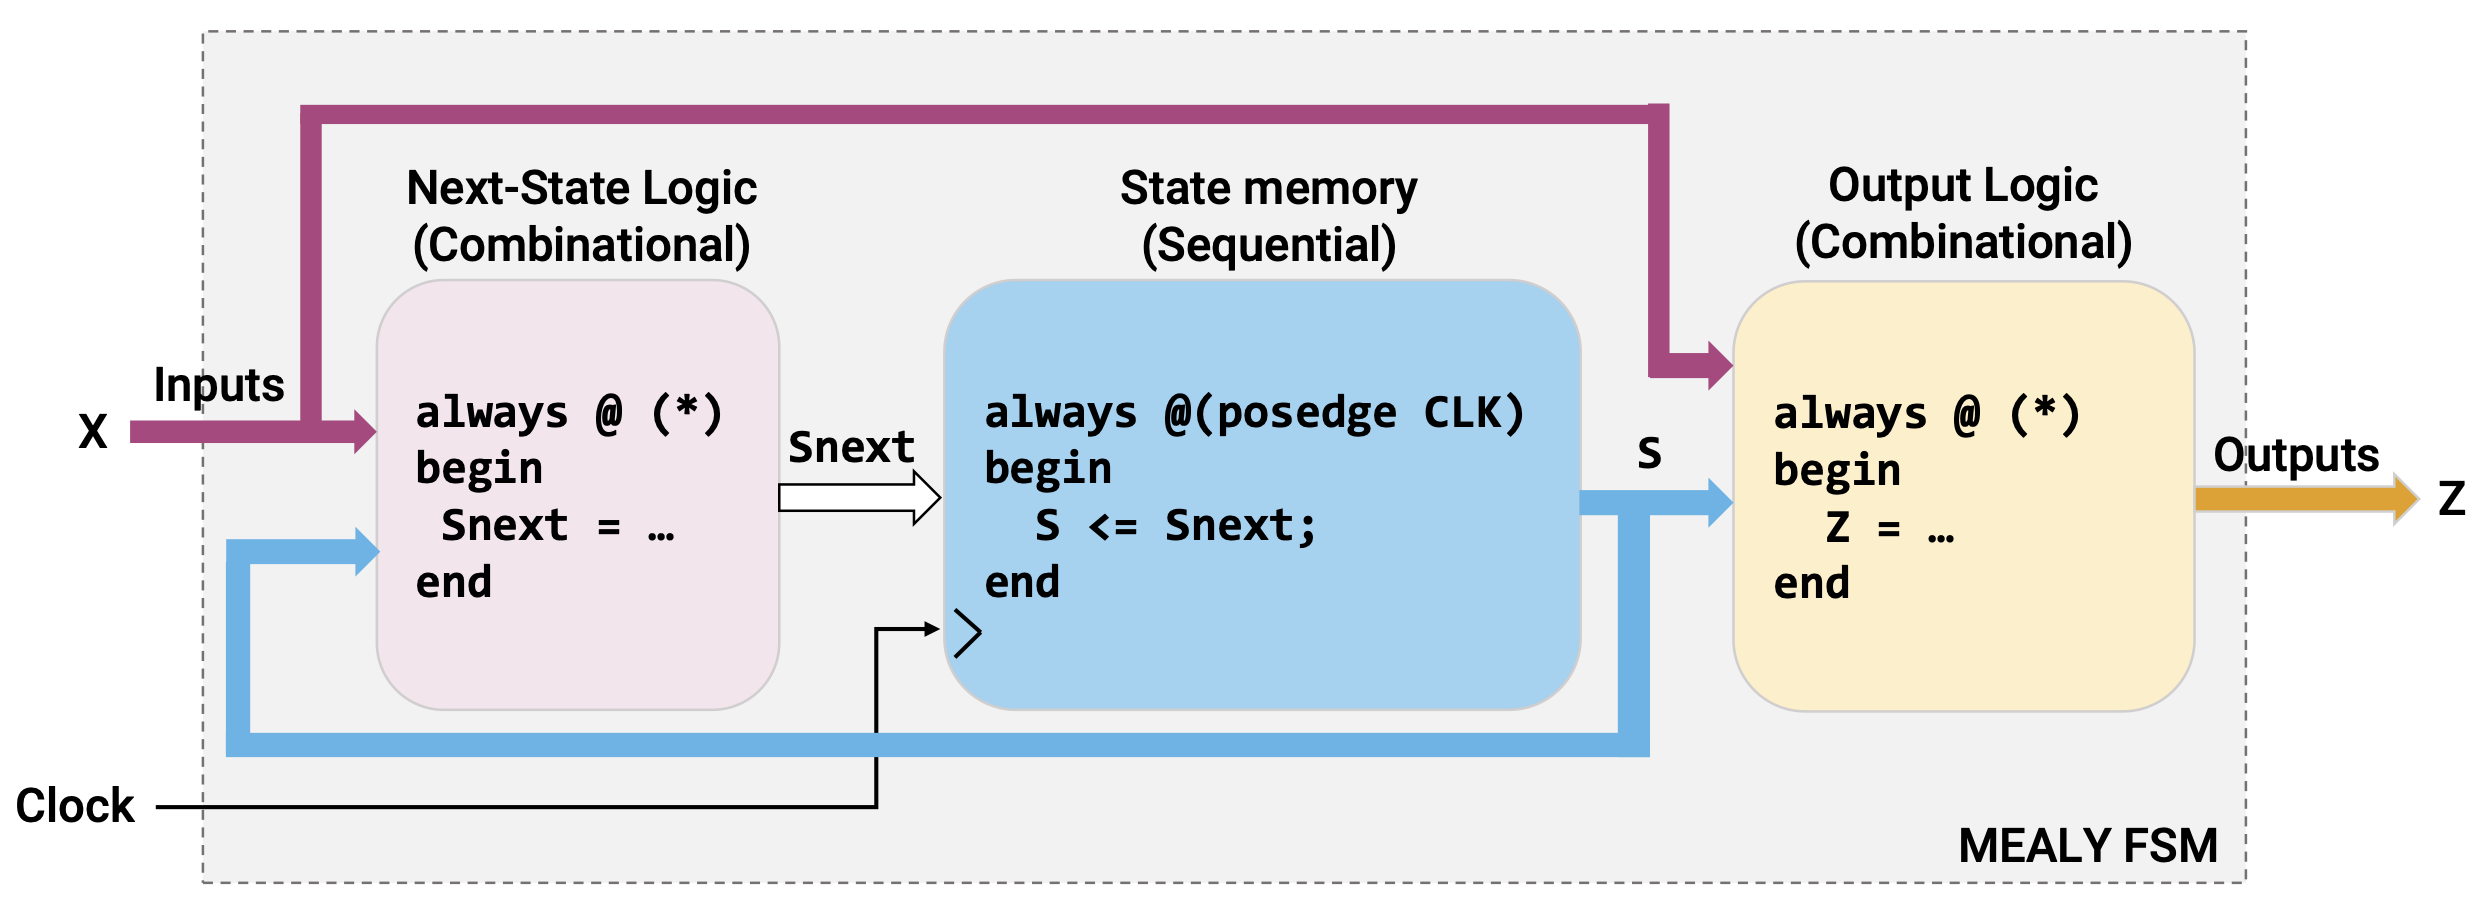 Next-State Logic
(Combinational)
State memory
(Sequential)
Output Logic
(Combinational)
Inputs
X
always @ (*)
begin
Snext = …
end
Snext
always @(posedge CLK)
begin
S <= Snext;
end
S
always @ (*)
begin
Z = …
end
Outputs
Z
Clock
MEALY FSM